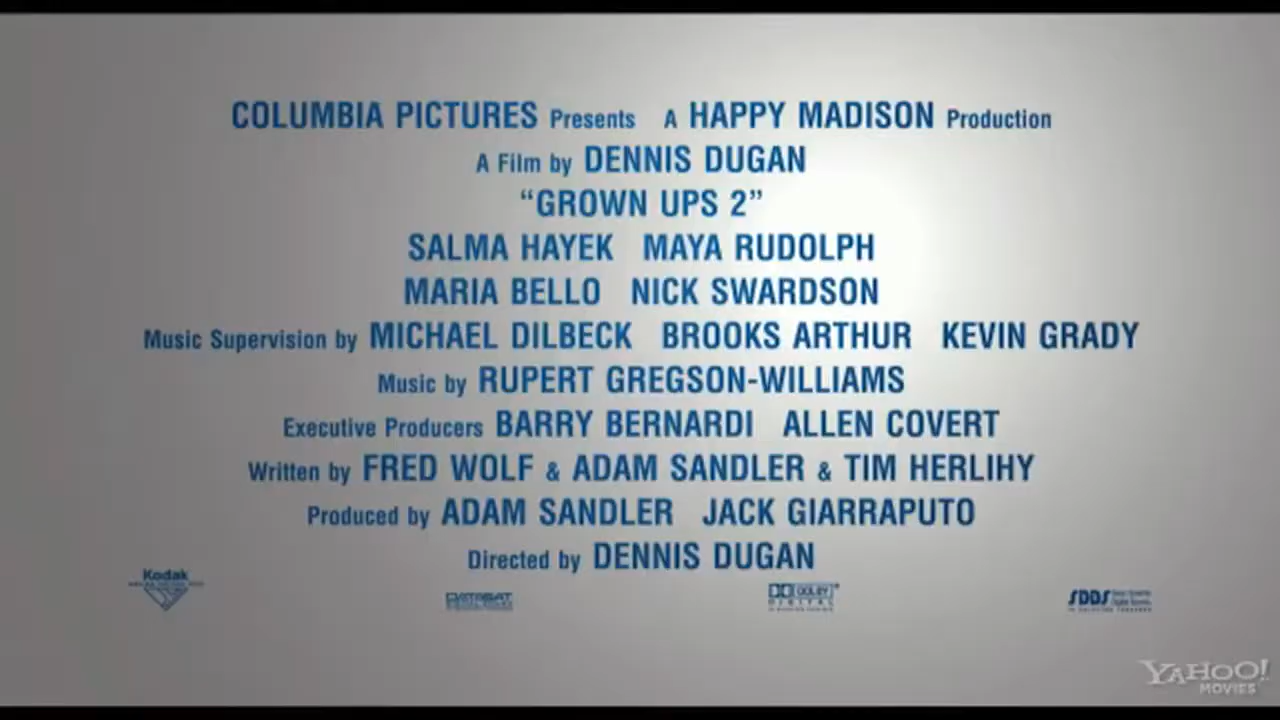 COLUMBIA PICTURES Presents A HAPPY MADISON Production
A Film by DENNIS DUGAN
“GROWN UPS 2”
SALMA HAYEK MAYA RUDOLPH
MARIA BELLO NICK SWARDSON
Music Supervision by MICHAEL DILBECK BROOKS ARTHUR KEVIN GRADY
Music by RUPERT GREGSON-WILLIAMS
Executive Producers BARRY BERNARDI ALLEN COVERT
Written by FRED WOLF & ADAM SANDLER & TIM HERLIHY
Produced by ADAM SANDLER JACK GIARRAPUTO
Directed by DENNIS DUGAN
Kodak
DATASAT
DOLBY
DIGITAL
SDDS
YAHOO!
MOVIES